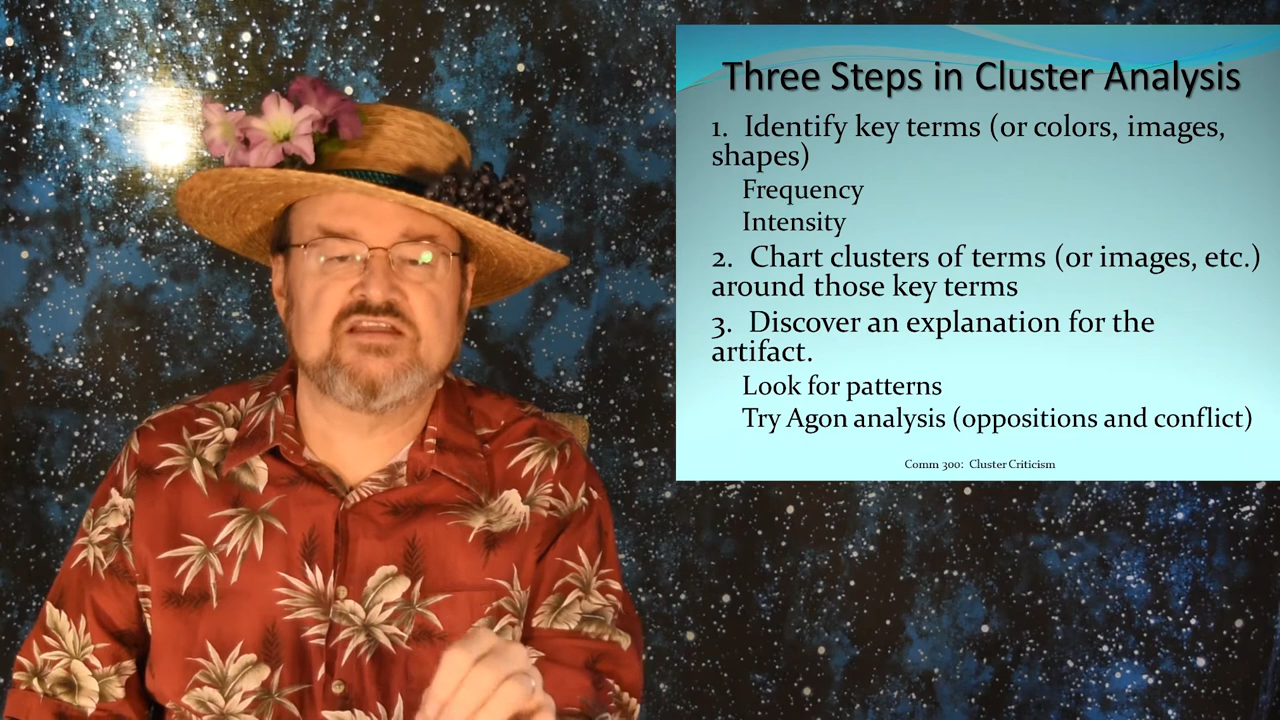 Three Steps in Cluster Analysis
1. Identify key terms (or colors, images,
shapes)
Frequency
Intensity
2. Chart clusters of terms (or images, etc.)
around those key terms
3. Discover an explanation for the
artifact.
Look for patterns
Try Agon analysis (oppositions and conflict)
Comm 300: Cluster Criticism